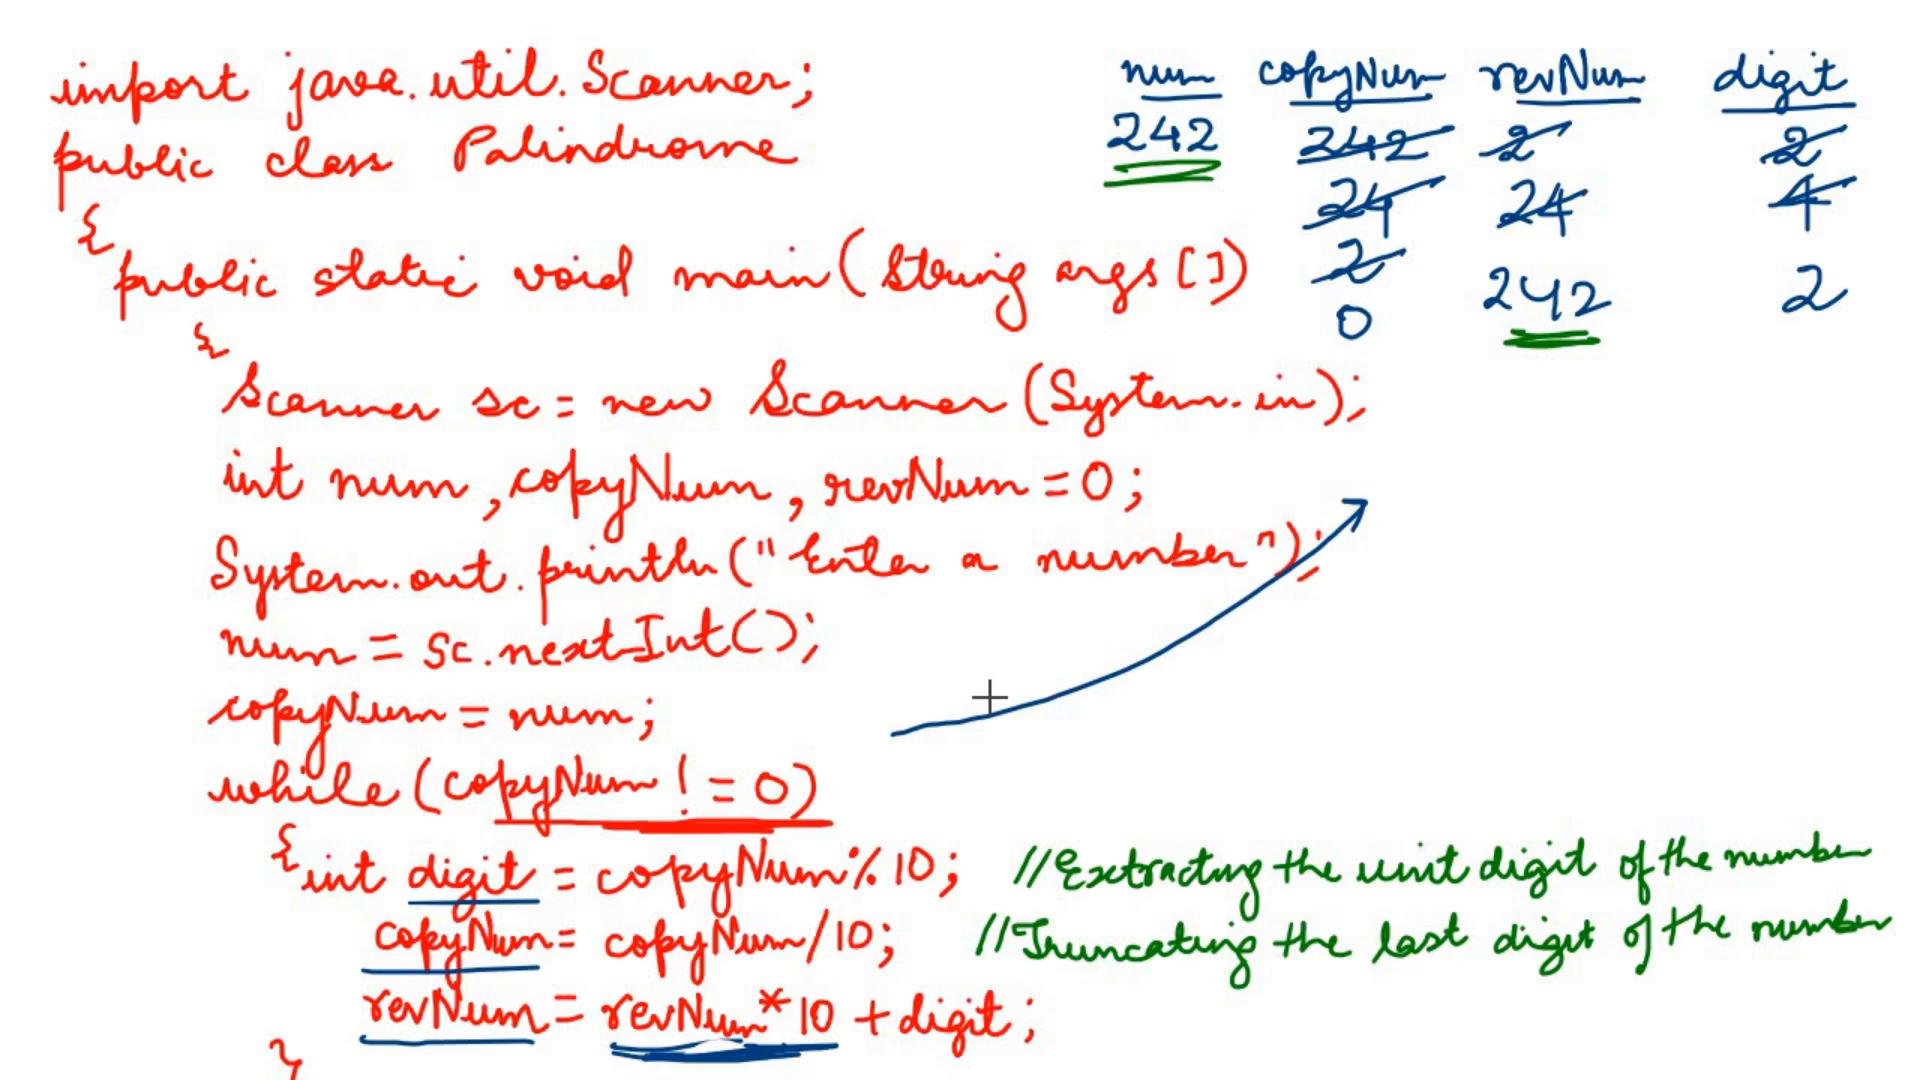 import java.util.Scanner;
public class Palindrome
{
public static void main(String args[])
{
Scanner sc = new Scanner(System.in);
int num, copyNum, revNum = 0;
System.out.println("Enter a number");
num = sc.nextInt();
copyNum = num;
while (copyNum != 0)
{ int digit = copyNum % 10; //Extracting the unit digit of the number
copyNum = copyNum/10; //Truncating the last digit of the number
revNum = revNum*10 + digit;
}
num copyNum revNum digit
242 242 2 2
24 24 4
2 242 2
0